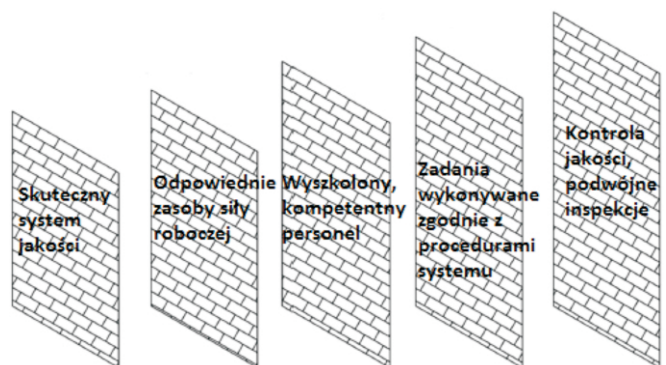 Skuteczny
system
jakości
Odpowiednie
zasoby siły
roboczej
Wyszkolony,
kompetentny
personel
Zadania
wykonywane
zgodnie z
procedurami
systemu
Kontrola
jakości,
podwójne
inspekcje